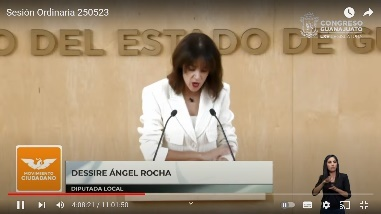 Sesión Ordinaria 250523
CONGRESO
GUANAJUATO
O DEL ESTADO DE G
MOVIMIENTO
CIUDADANO
DESSIRE ÁNGEL ROCHA
DIPUTADA LOCAL
4:08:21 / 11:01:50